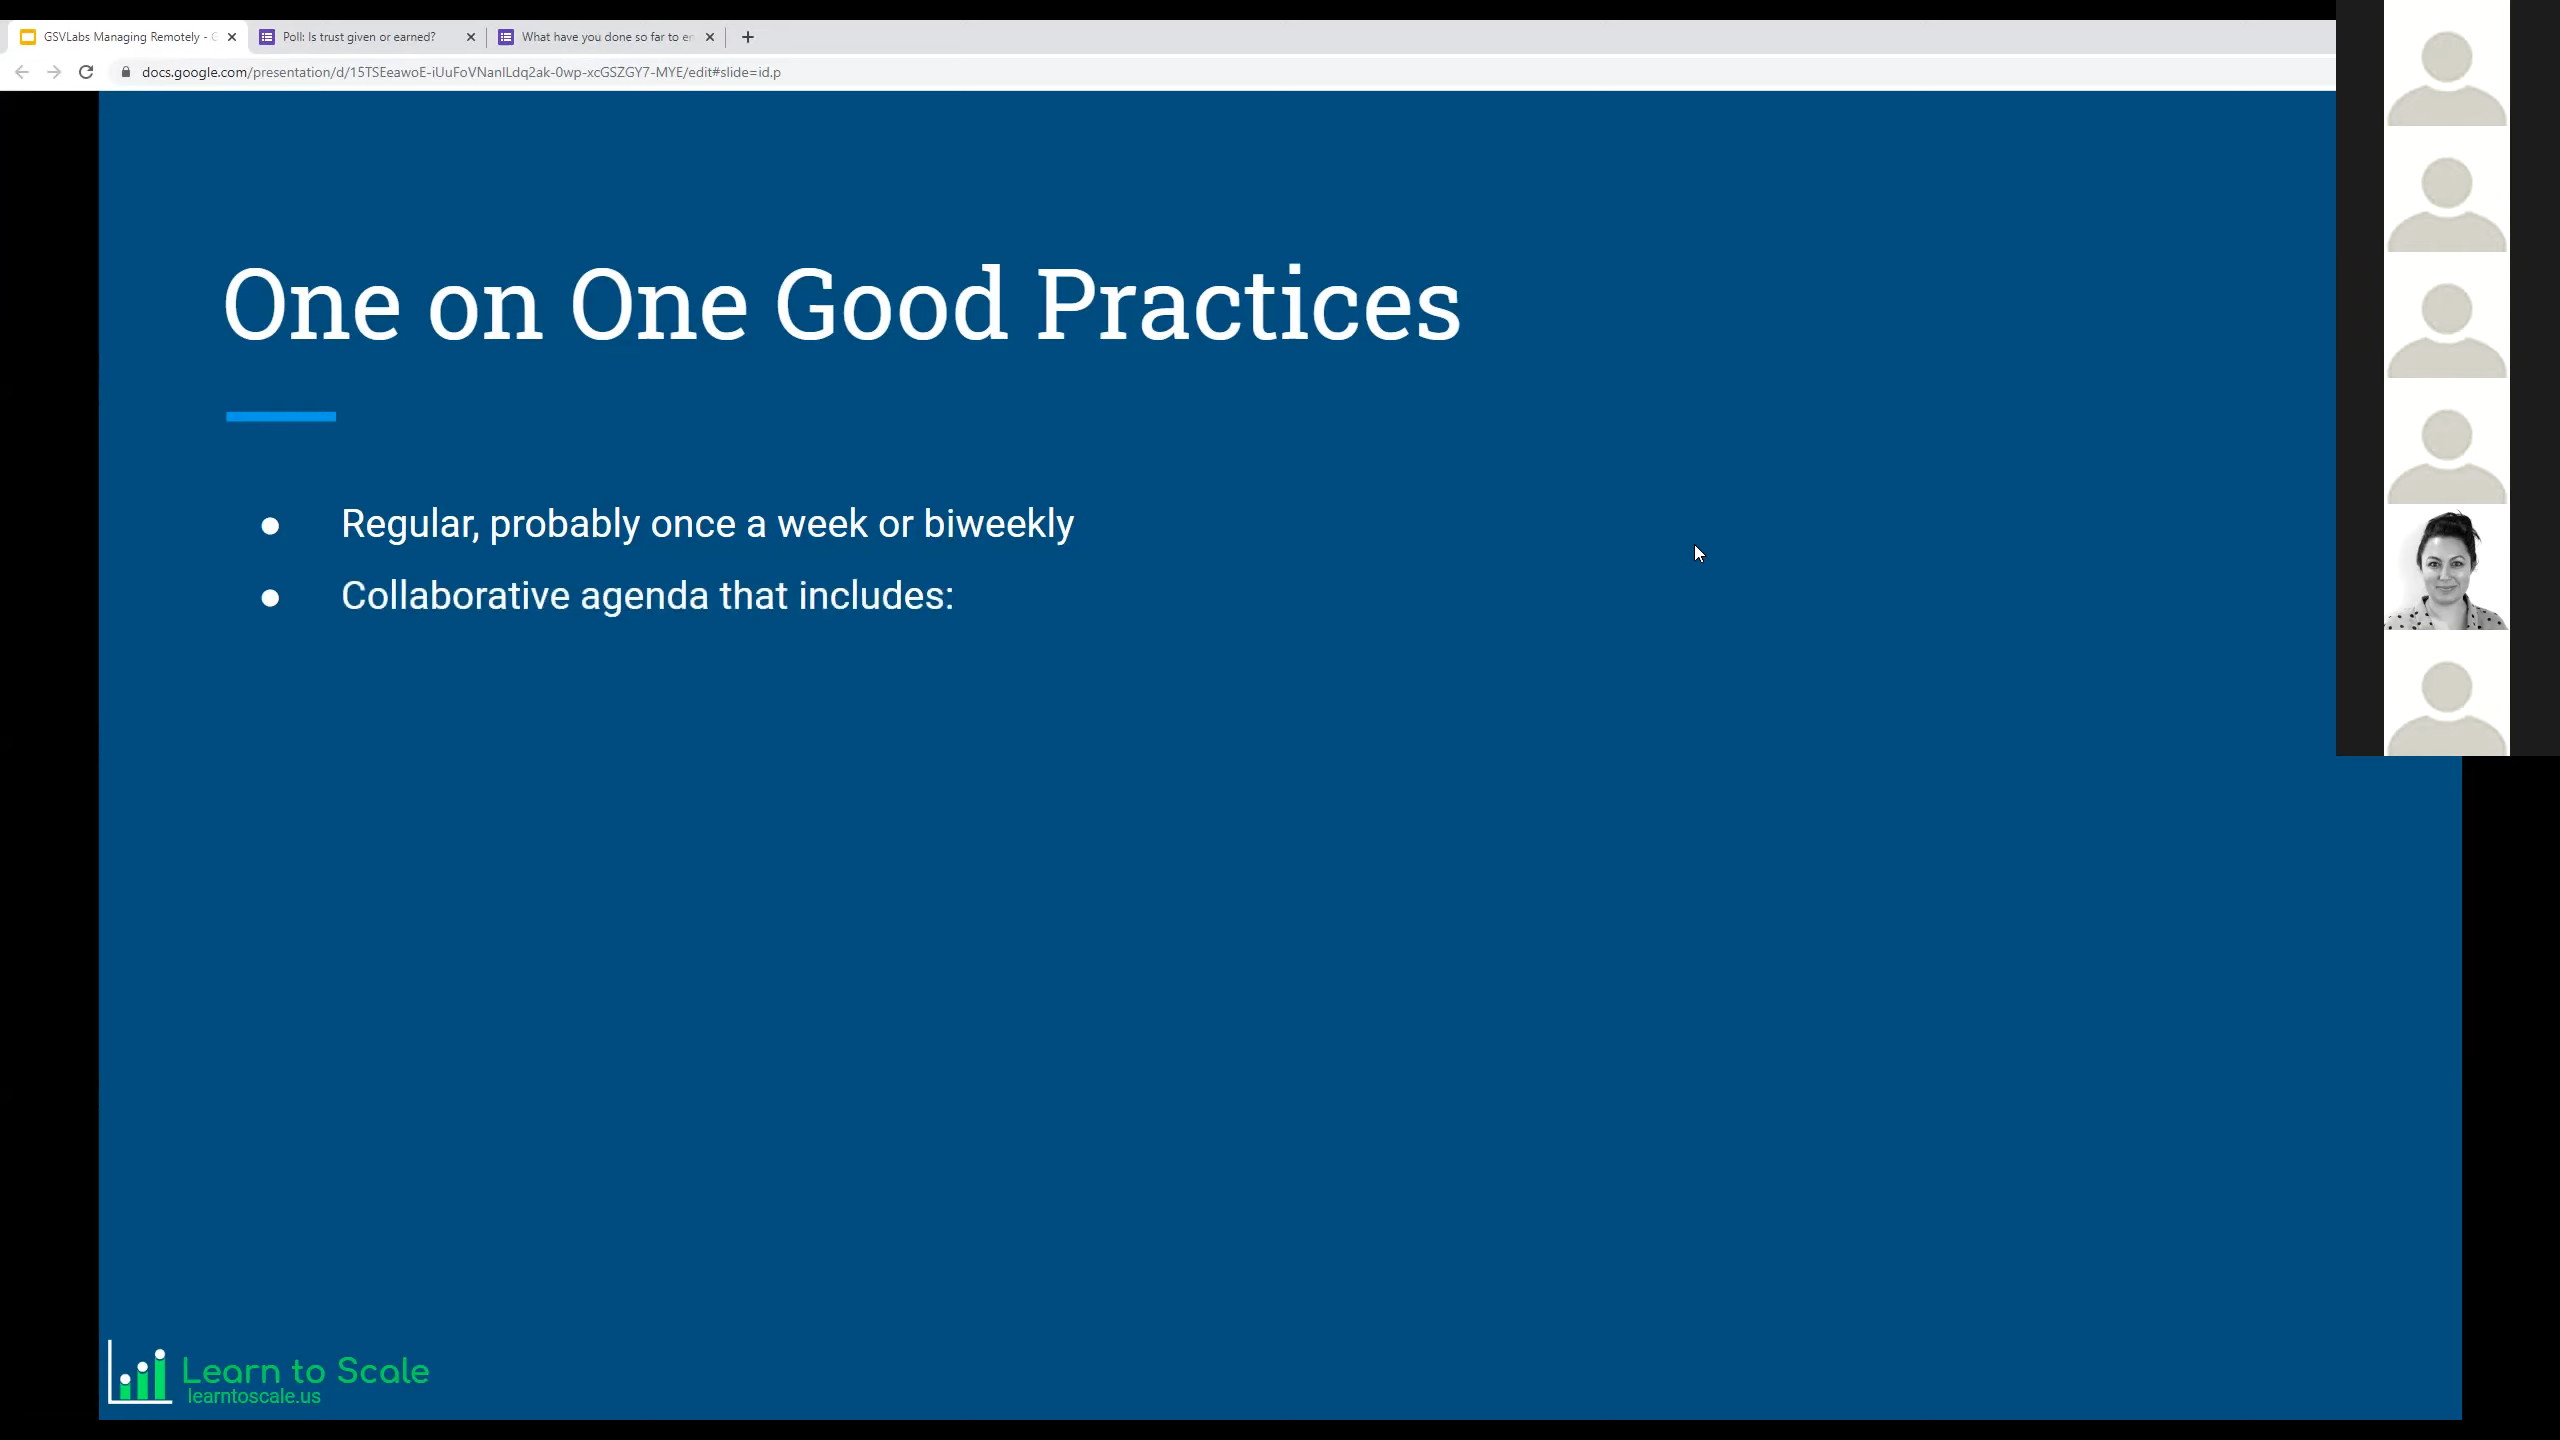 GSVLabs Managing Remotely - G
Poll: Is trust given or earned?
What have you done so far to en
docs.google.com/presentation/d/15TSEeawoE-iUuFoVNanILdq2ak-0wp-xcGSZGY7-MYE/edit#slide=id.p
One on One Good Practices
● Regular, probably once a week or biweekly
● Collaborative agenda that includes:
Learn to Scale
learntoscale.us